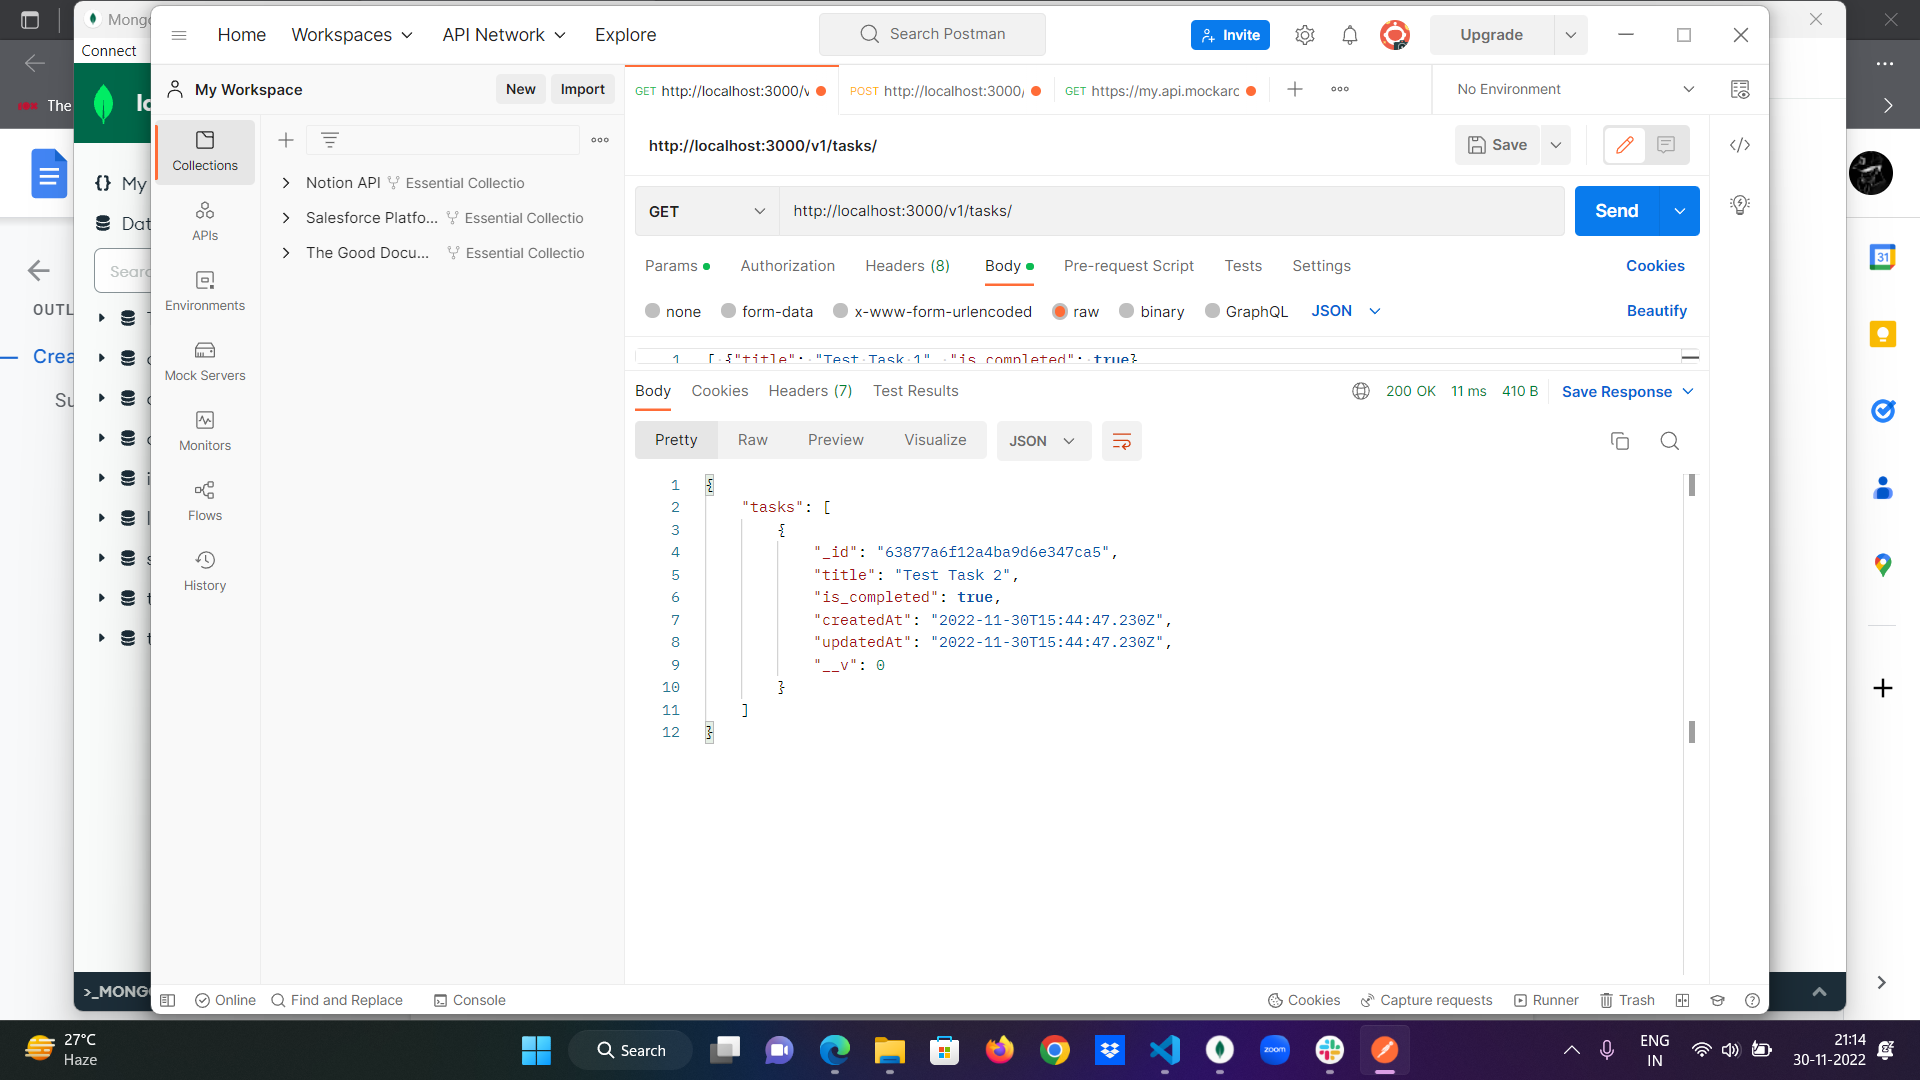 Mongo
Connect
The
My
Dat
Sear
OUTL
Crea
Su
>_MONG
Home
Workspaces
API Network
Explore
Search Postman
Invite
Upgrade
My Workspace
New
Import
GET http://localhost:3000/v
POST http://localhost:3000/
GET https://my.api.mockaro
No Environment
Collections
APIs
Environments
Mock Servers
Monitors
Flows
History
Notion API Essential Collectio
Salesforce Platfo... Essential Collectio
The Good Docu... Essential Collectio
http://localhost:3000/v1/tasks/
Save
</>
GET http://localhost:3000/v1/tasks/
Send
Params Authorization Headers (8) Body Pre-request Script Tests Settings Cookies
none form-data x-www-form-urlencoded raw binary GraphQL JSON Beautify
1 [ {"title": "Test Task 1", "is_completed": true}
Body Cookies Headers (7) Test Results 200 OK 11 ms 410 B Save Response
Pretty Raw Preview Visualize JSON
1 {
2 "tasks": [
3 {
4 "_id": "63877a6f12a4ba9d6e347ca5",
5 "title": "Test Task 2",
6 "is_completed": true,
7 "createdAt": "2022-11-30T15:44:47.230Z",
8 "updatedAt": "2022-11-30T15:44:47.230Z",
9 "__v": 0
10 }
11 ]
12 }
Online Find and Replace Console Cookies Capture requests Runner Trash
31
27°C
Haze
Search
zoom
ENG
IN
21:14
30-11-2022